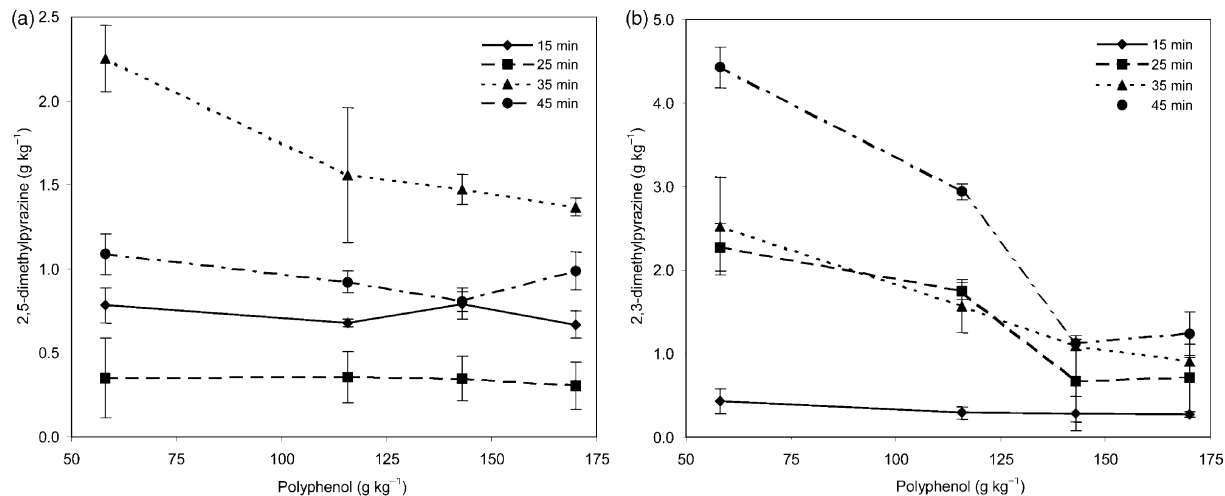 (a)
2.5
2.0
1.5
1.0
0.5
0.0
2,5-dimethylpyrazine (g kg⁻¹)
15 min
25 min
35 min
45 min
50 75 100 125 150 175
Polyphenol (g kg⁻¹)
(b)
5.0
4.0
3.0
2.0
1.0
0.0
2,3-dimethylpyrazine (g kg⁻¹)
15 min
25 min
35 min
45 min
50 75 100 125 150 175
Polyphenol (g kg⁻¹)